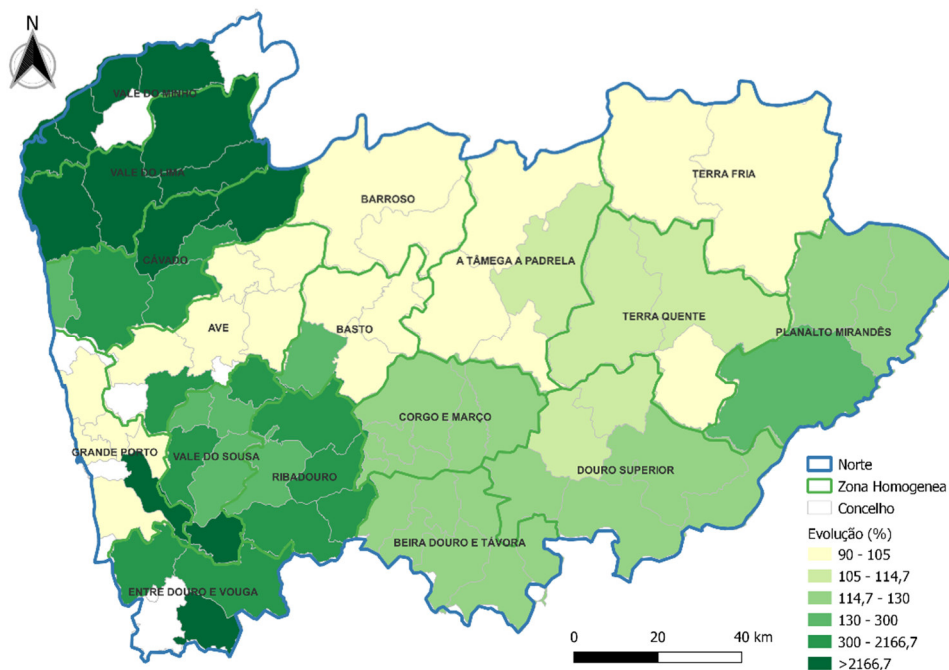 N
VALE DO MINHO
VALE DO LIMA
BARROSO
TERRA FRIA
CÁVADO
A TÂMEGA A PADRELA
AVE
BASTO
TERRA QUENTE
PLANALTO MIRANDÊS
CORGO E MARÇO
GRANDE PORTO
VALE DO SOUSA
RIBADOURO
DOURO SUPERIOR
BEIRA DOURO E TÁVORA
ENTRE DOURO E VOUGA
Norte
Zona Homogenea
Concelho
Evolução (%)
90 - 105
105 - 114,7
114,7 - 130
130 - 300
300 - 2166,7
>2166,7
0 20 40 km